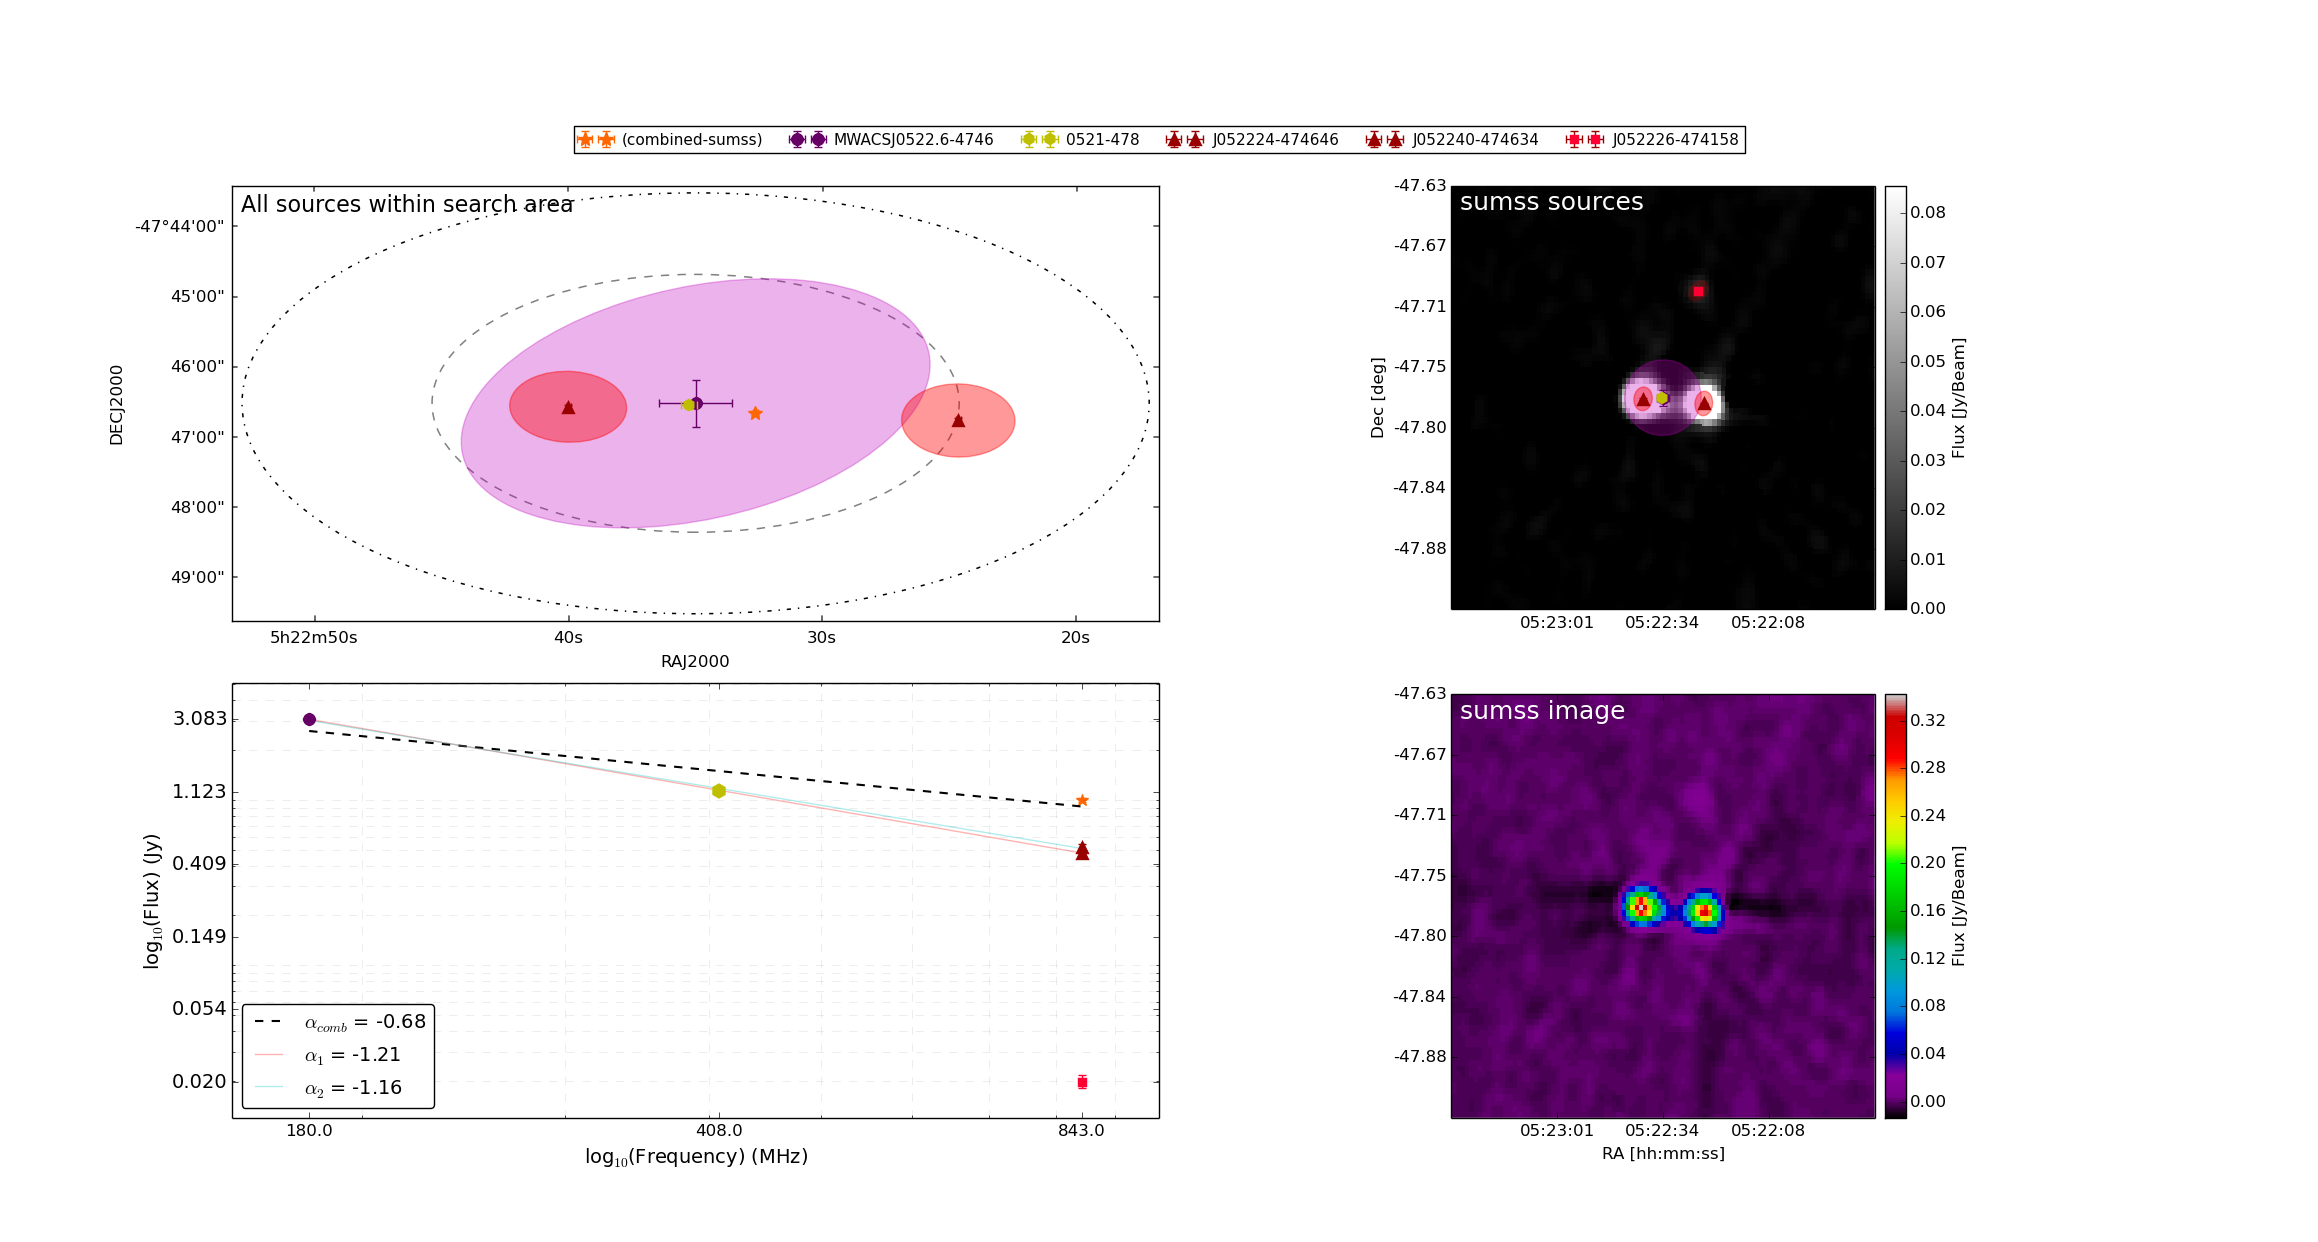 (combined-sumss) MWACSJ0522.6-4746 0521-478 J052224-474646 J052240-474634 J052226-474158
All sources within search area
-47°44'00"
45'00"
46'00"
47'00"
48'00"
49'00"
DECJ2000
5h22m50s 40s 30s 20s
RAJ2000
sumss sources
-47.63
-47.67
-47.71
-47.75
-47.80
-47.84
-47.88
Dec [deg]
05:23:01 05:22:34 05:22:08
0.08
0.07
0.06
0.05
0.04
0.03
0.02
0.01
0.00
Flux [Jy/Beam]
3.083
1.123
0.409
0.149
0.054
0.020
log₁₀(Flux) (Jy)
α_comb = -0.68
α₁ = -1.21
α₂ = -1.16
180.0 408.0 843.0
log₁₀(Frequency) (MHz)
sumss image
-47.63
-47.67
-47.71
-47.75
-47.80
-47.84
-47.88
05:23:01 05:22:34 05:22:08
RA [hh:mm:ss]
0.32
0.28
0.24
0.20
0.16
0.12
0.08
0.04
0.00
Flux [Jy/Beam]